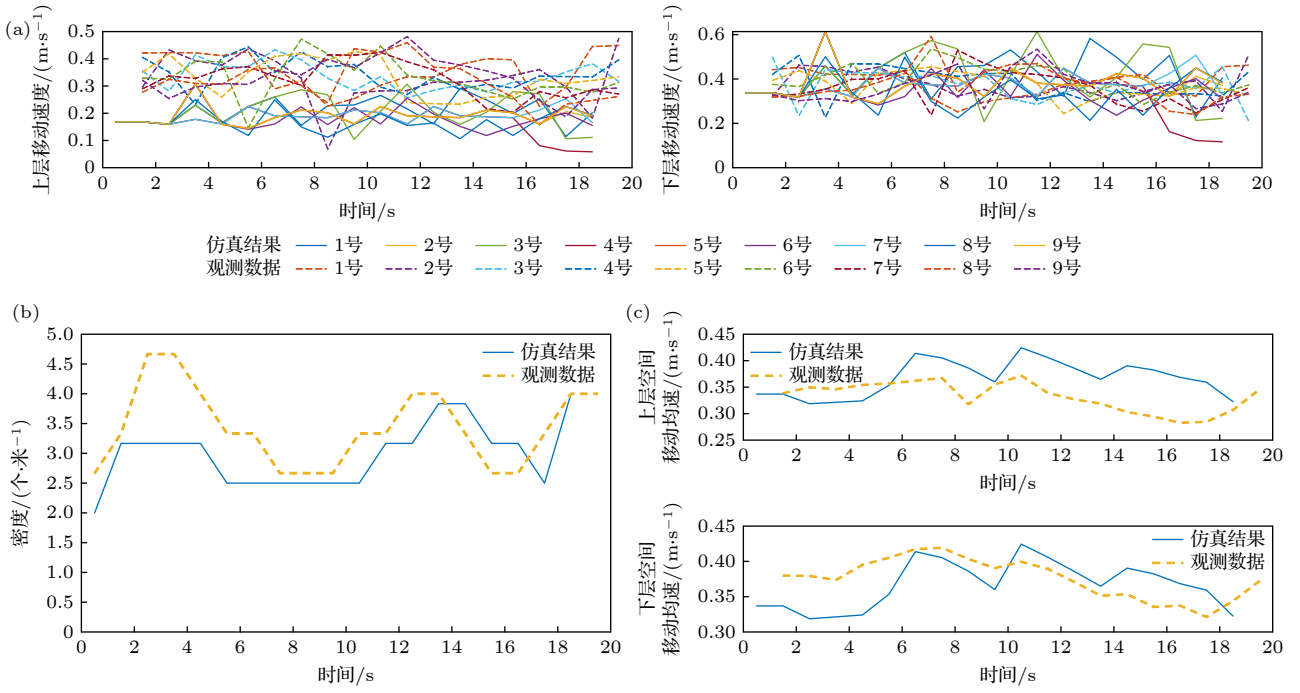 (a)
上层移动速度/(m·s⁻¹)
0.5
0.4
0.3
0.2
0.1
0
0 2 4 6 8 10 12 14 16 18 20
时间/s
下层移动速度/(m·s⁻¹)
0.6
0.4
0.2
0
0 2 4 6 8 10 12 14 16 18 20
时间/s
仿真结果 1号 2号 3号 4号 5号 6号 7号 8号 9号
观测数据 1号 2号 3号 4号 5号 6号 7号 8号 9号
(b)
密度/(个·米⁻¹)
5.0
4.5
4.0
3.5
3.0
2.5
2.0
1.5
1.0
0.5
0
0 2 4 6 8 10 12 14 16 18 20
时间/s
仿真结果
观测数据
(c)
上层空间
移动均速/(m·s⁻¹)
0.45
0.40
0.35
0.30
0.25
0 2 4 6 8 10 12 14 16 18 20
时间/s
仿真结果
观测数据
下层空间
移动均速/(m·s⁻¹)
0.45
0.40
0.35
0.30
0 2 4 6 8 10 12 14 16 18 20
时间/s
仿真结果
观测数据